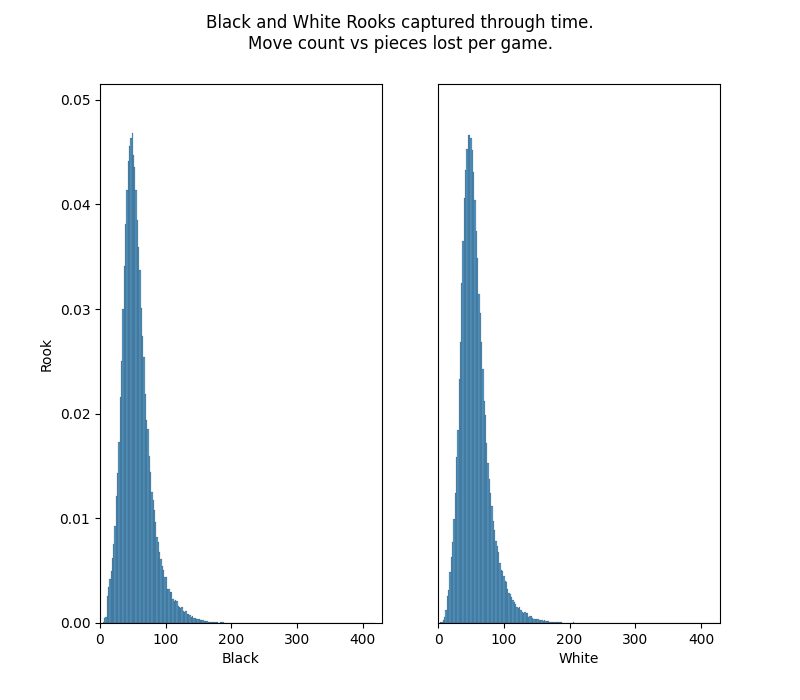 Black and White Rooks captured through time.
Move count vs pieces lost per game.
0.05
0.04
0.03
0.02
0.01
0.00
Rook
0 100 200 300 400
Black
0 100 200 300 400
White